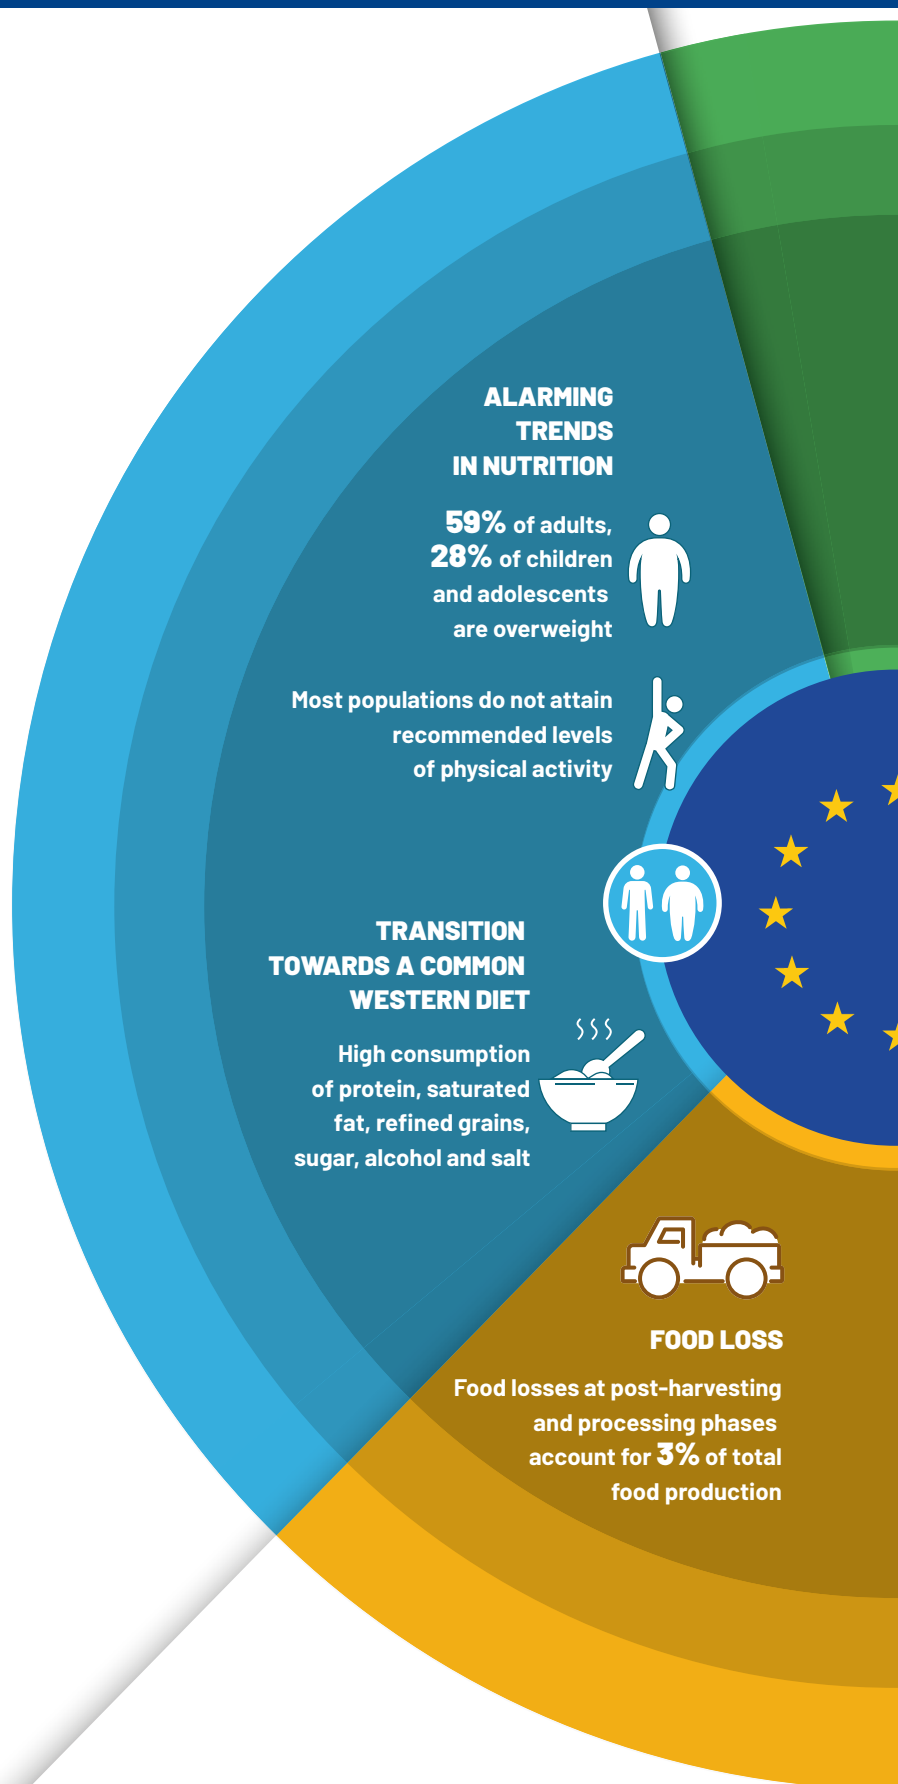 ALARMING
TRENDS
IN NUTRITION
59% of adults,
28% of children
and adolescents
are overweight
Most populations do not attain
recommended levels
of physical activity
TRANSITION
TOWARDS A COMMON
WESTERN DIET
High consumption
of protein, saturated
fat, refined grains,
sugar, alcohol and salt
FOOD LOSS
Food losses at post-harvesting
and processing phases
account for 3% of total
food production